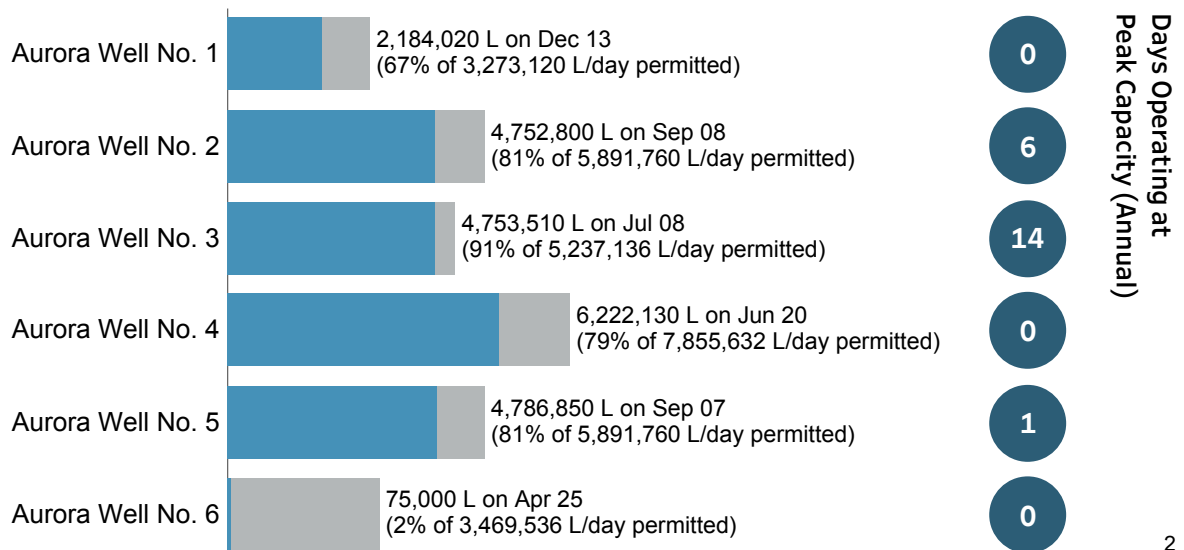 Aurora Well No. 1
2,184,020 L on Dec 13
(67% of 3,273,120 L/day permitted)
0
Aurora Well No. 2
4,752,800 L on Sep 08
(81% of 5,891,760 L/day permitted)
6
Aurora Well No. 3
4,753,510 L on Jul 08
(91% of 5,237,136 L/day permitted)
14
Aurora Well No. 4
6,222,130 L on Jun 20
(79% of 7,855,632 L/day permitted)
0
Aurora Well No. 5
4,786,850 L on Sep 07
(81% of 5,891,760 L/day permitted)
1
Aurora Well No. 6
75,000 L on Apr 25
(2% of 3,469,536 L/day permitted)
0
Days Operating at
Peak Capacity (Annual)
2